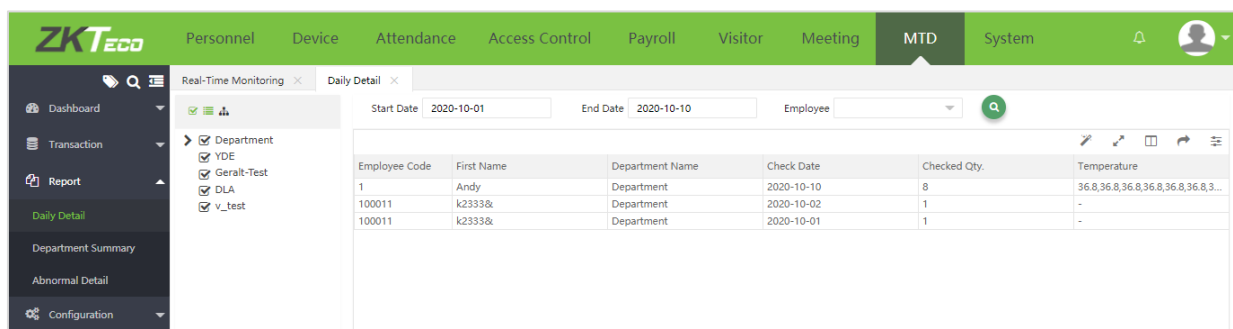 ZKTeco Personnel Device Attendance Access Control Payroll Visitor Meeting MTD System
Real-Time Monitoring Daily Detail
Dashboard
Transaction
Report
Daily Detail
Department Summary
Abnormal Detail
Configuration
Department
YDE
Geralt-Test
DLA
v_test
Start Date 2020-10-01 End Date 2020-10-10 Employee
Employee Code First Name Department Name Check Date Checked Qty. Temperature
1 Andy Department 2020-10-10 8 36.8,36.8,36.8,36.8,36.8,36.8,3...
100011 k2333& Department 2020-10-02 1 -
100011 k2333& Department 2020-10-01 1 -